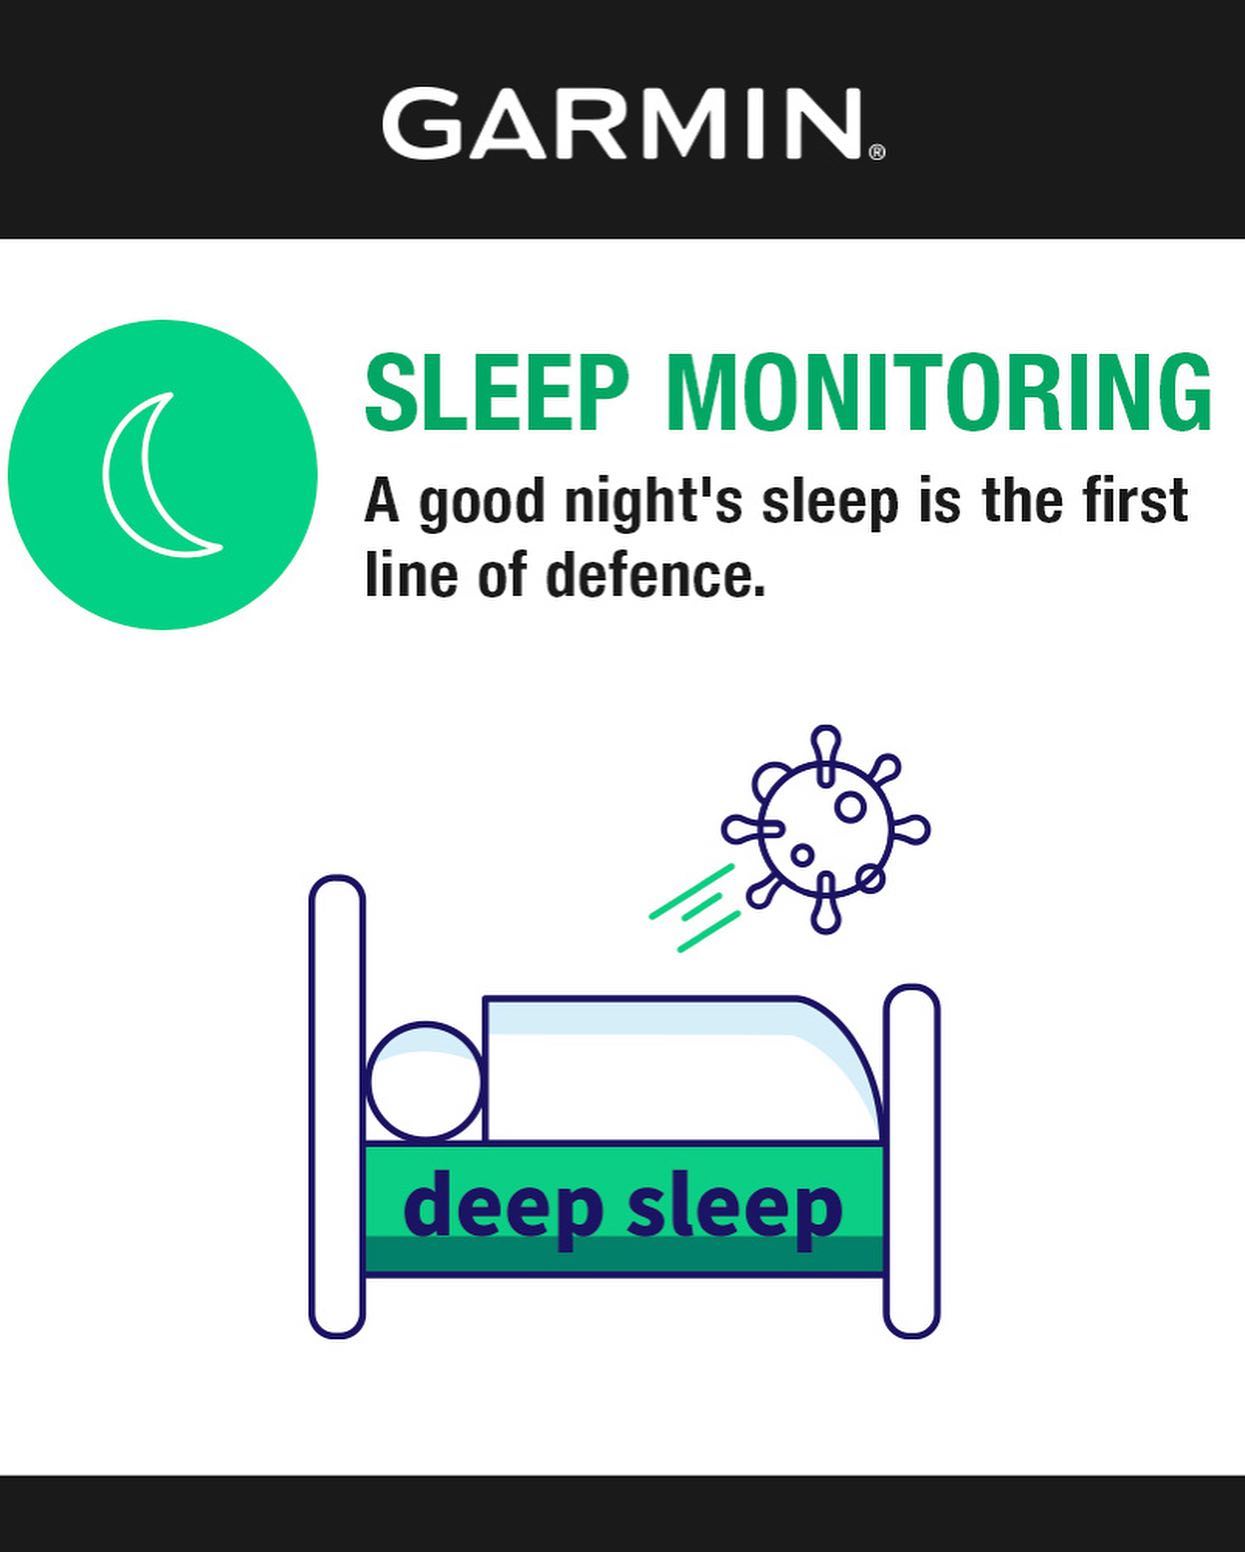 GARMIN®
SLEEP MONITORING
A good night's sleep is the first
line of defence.
deep sleep